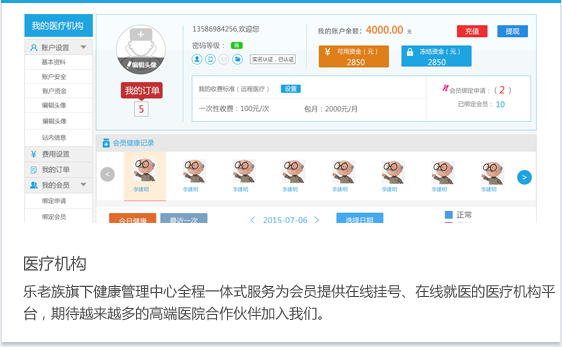 我的医疗机构
账户设置
基本资料
账户安全
账户资金
编辑头像
编辑头像
站内信息
费用设置
我的订单
我的会员
绑定申请
绑定会员
编辑头像
我的订单
5
13586984256,欢迎您
密码等级：
实名认证，已认证
我的账户余额：4000.00 元
充值
提现
可用资金（元）
2850
冻结资金（元）
2850
我的收费标准（远程医疗）
设置
一次性收费：100元/次
包月：2000元/月
会员绑定申请：（2）
已绑定会员：10
会员健康记录
李建明 李建明 李建明 李建明 李建明 李建明 李建明 李建明
今日健康
最近一次
2015-07-06
选择日期
正常
医疗机构
乐老族旗下健康管理中心全程一体式服务为会员提供在线挂号、在线就医的医疗机构平
台，期待越来越多的高端医院合作伙伴加入我们。